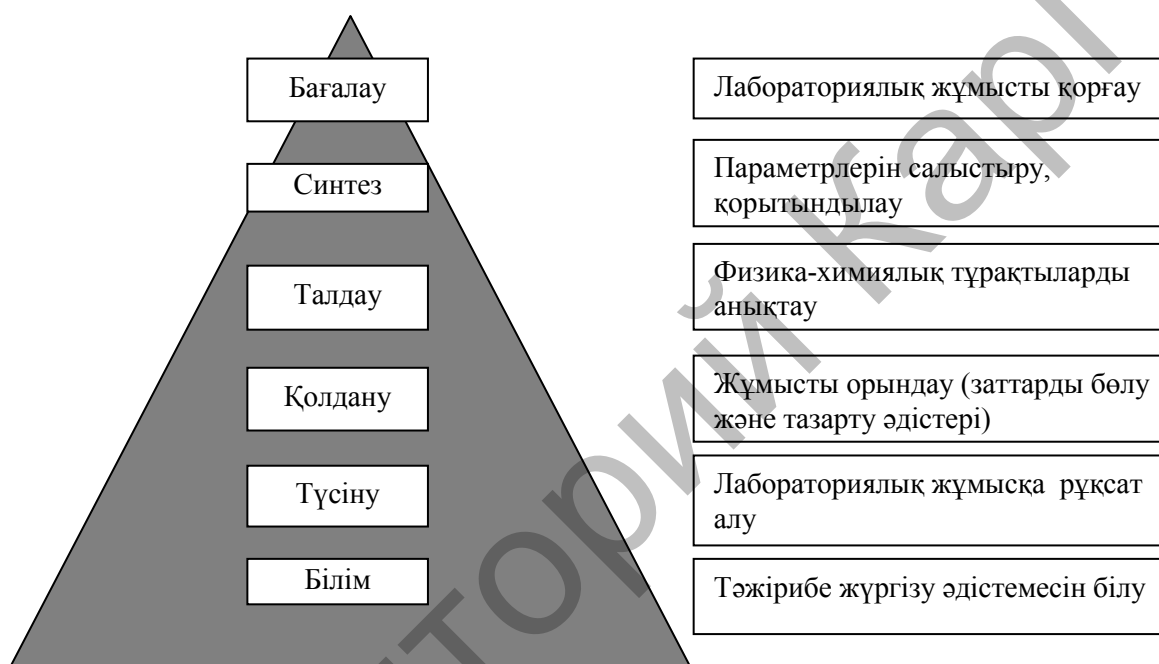 Бағалау
Лабораториялық жұмысты қорғау
Синтез
Параметрлерін салыстыру,
қорытындылау
Талдау
Физика-химиялық тұрақтыларды
анықтау
Қолдану
Жұмысты орындау (заттарды бөлу
және тазарту әдістері)
Түсіну
Лабораториялық жұмысқа рұқсат
алу
Білім
Тәжірибе жүргізу әдістемесін білу